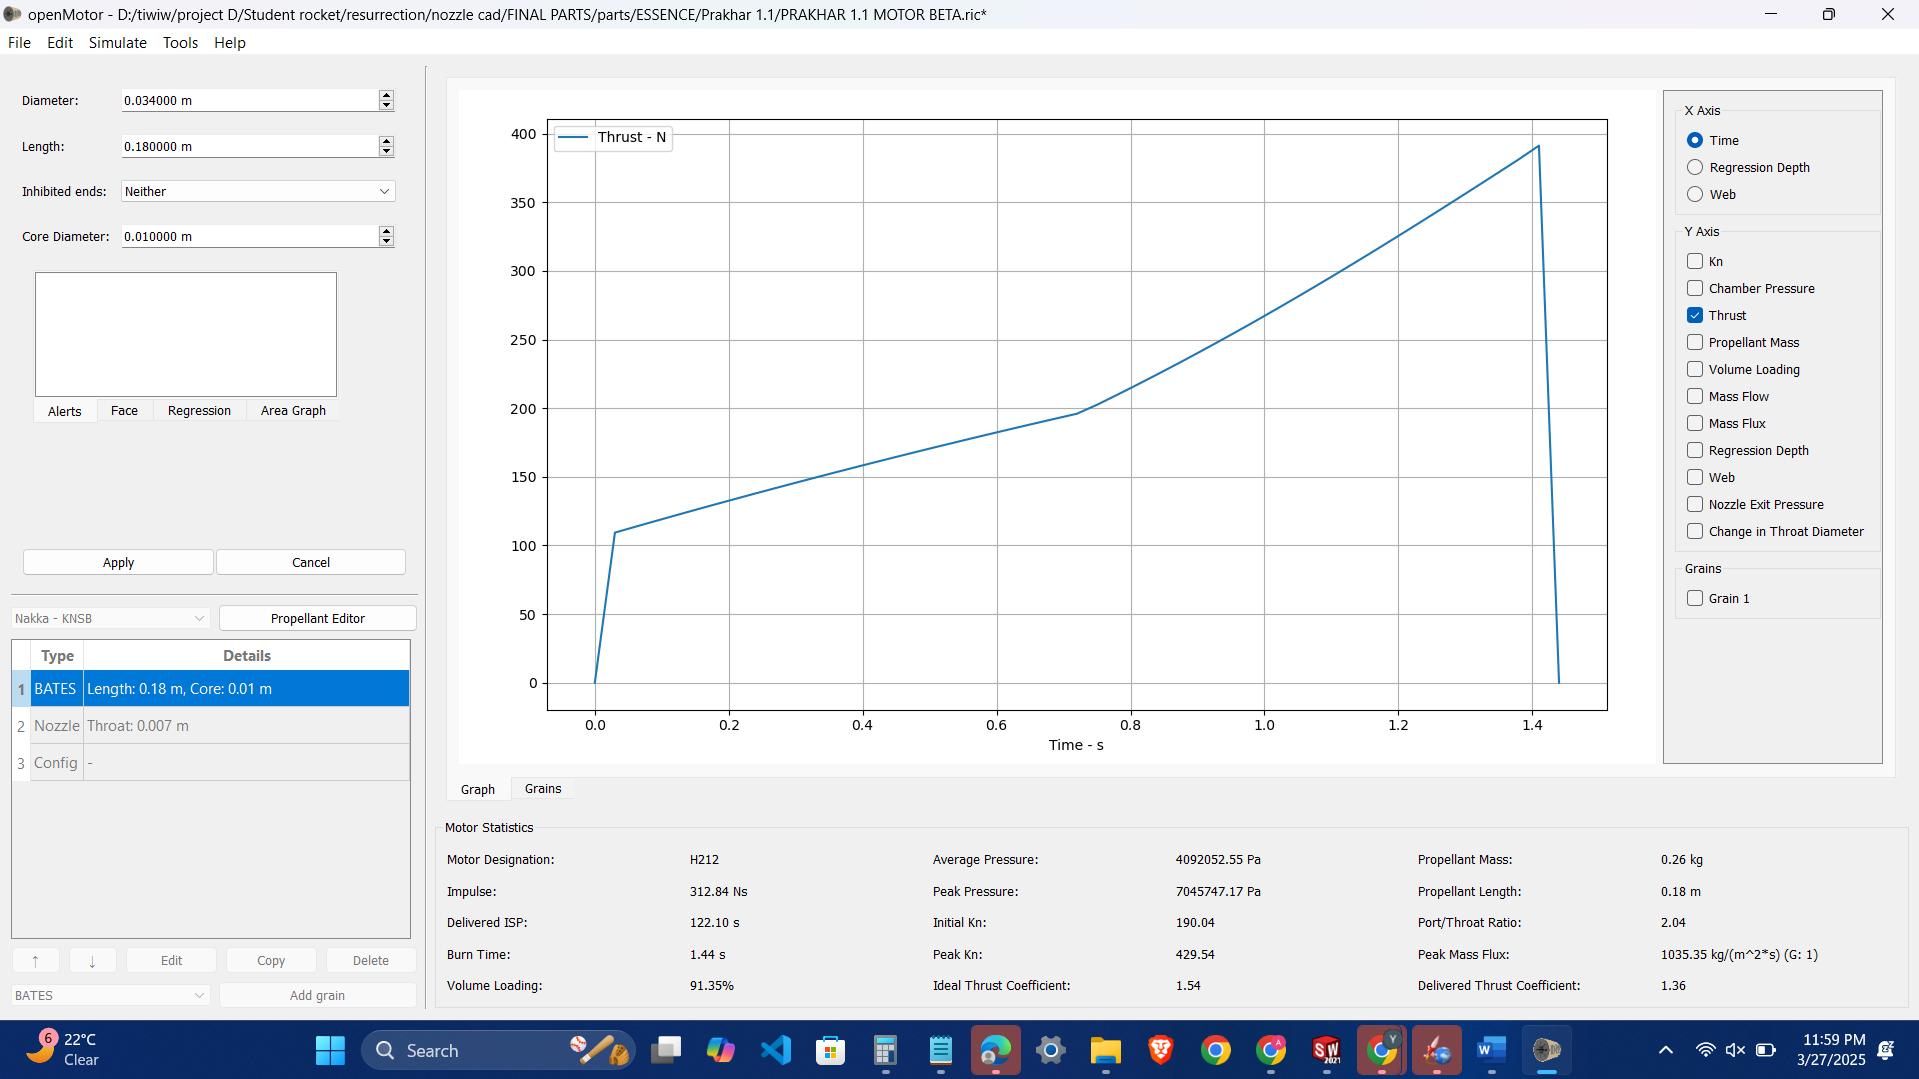 openMotor - D:/tiwiw/project D/Student rocket/resurrection/nozzle cad/FINAL PARTS/parts/ESSENCE/Prakhar 1.1/PRAKHAR 1.1 MOTOR BETA.ric*
File Edit Simulate Tools Help
Diameter: 0.034000 m
Length: 0.180000 m
Inhibited ends: Neither
Core Diameter: 0.010000 m
Alerts Face Regression Area Graph
Apply Cancel
Nakka - KNSB Propellant Editor
Type Details
1 BATES Length: 0.18 m, Core: 0.01 m
2 Nozzle Throat: 0.007 m
3 Config -
↑ ↓ Edit Copy Delete
BATES Add grain
Thrust - N
400
350
300
250
200
150
100
50
0
0.0 0.2 0.4 0.6 0.8 1.0 1.2 1.4
Time - s
X Axis
Time
Regression Depth
Web
Y Axis
Kn
Chamber Pressure
Thrust
Propellant Mass
Volume Loading
Mass Flow
Mass Flux
Regression Depth
Web
Nozzle Exit Pressure
Change in Throat Diameter
Grains
Grain 1
Graph Grains
Motor Statistics
Motor Designation: H212 Average Pressure: 4092052.55 Pa Propellant Mass: 0.26 kg
Impulse: 312.84 Ns Peak Pressure: 7045747.17 Pa Propellant Length: 0.18 m
Delivered ISP: 122.10 s Initial Kn: 190.04 Port/Throat Ratio: 2.04
Burn Time: 1.44 s Peak Kn: 429.54 Peak Mass Flux: 1035.35 kg/(m^2*s) (G: 1)
Volume Loading: 91.35% Ideal Thrust Coefficient: 1.54 Delivered Thrust Coefficient: 1.36
6 22°C
Clear
Search
A
SW
2021
Y
W
11:59 PM
3/27/2025